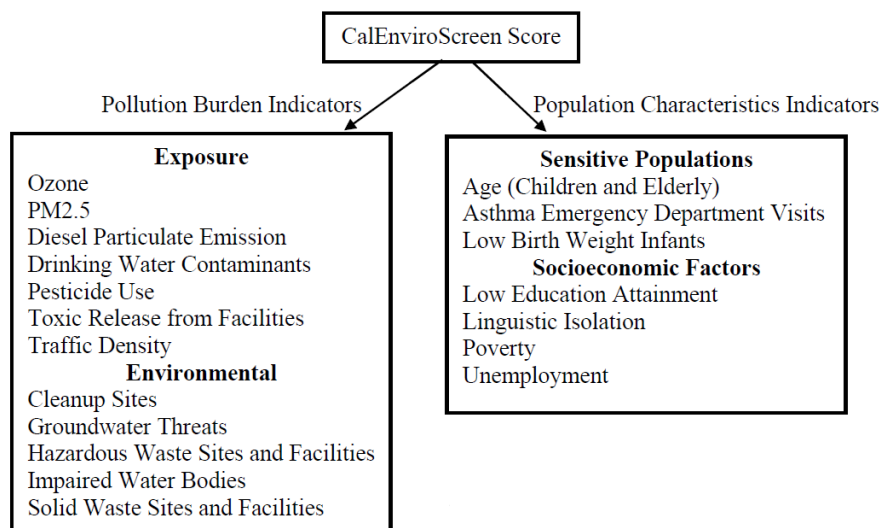 CalEnviroScreen Score
Pollution Burden Indicators
Population Characteristics Indicators
Exposure
Ozone
PM2.5
Diesel Particulate Emission
Drinking Water Contaminants
Pesticide Use
Toxic Release from Facilities
Traffic Density
Environmental
Cleanup Sites
Groundwater Threats
Hazardous Waste Sites and Facilities
Impaired Water Bodies
Solid Waste Sites and Facilities
Sensitive Populations
Age (Children and Elderly)
Asthma Emergency Department Visits
Low Birth Weight Infants
Socioeconomic Factors
Low Education Attainment
Linguistic Isolation
Poverty
Unemployment